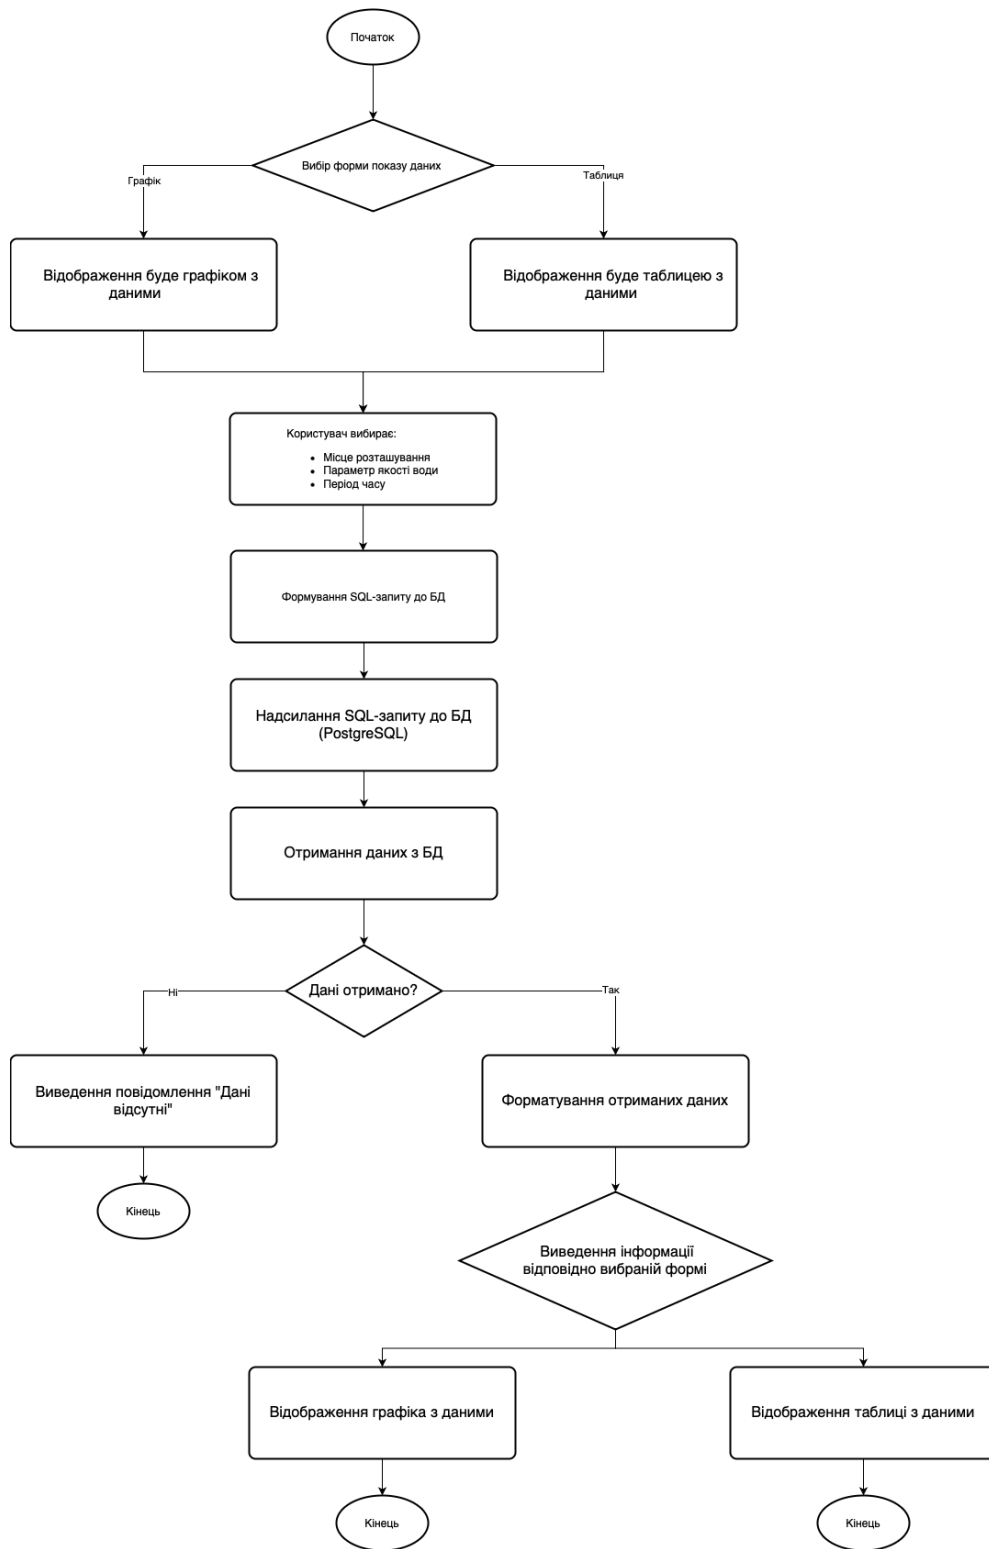 Початок
Вибір форми показу даних
Графік
Таблиця
Відображення буде графіком з
даними
Відображення буде таблицею з
даними
Користувач вибирає:
• Місце розташування
• Параметр якості води
• Період часу
Формування SQL-запиту до БД
Надсилання SQL-запиту до БД
(PostgreSQL)
Отримання даних з БД
Дані отримано?
Ні
Так
Виведення повідомлення "Дані
відсутні"
Форматування отриманих даних
Кінець
Виведення інформації
відповідно вибраній формі
Відображення графіка з даними
Відображення таблиці з даними
Кінець
Кінець